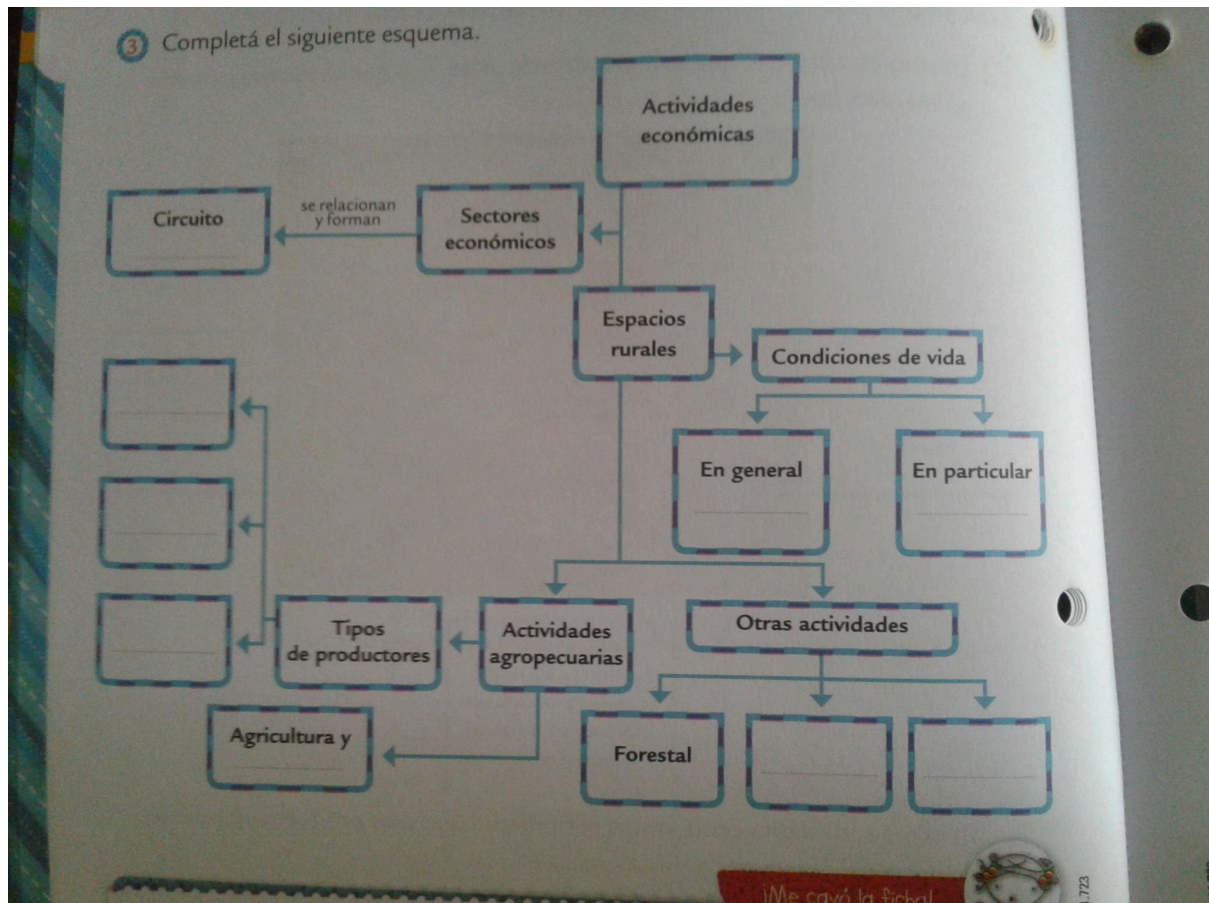 3 Completá el siguiente esquema.
Actividades
económicas
Circuito
se relacionan
y forman
Sectores
económicos
Espacios
rurales
Condiciones de vida
En general
En particular
Tipos
de productores
Actividades
agropecuarias
Otras actividades
Agricultura y
Forestal
¡Me cayó la ficha!
.723